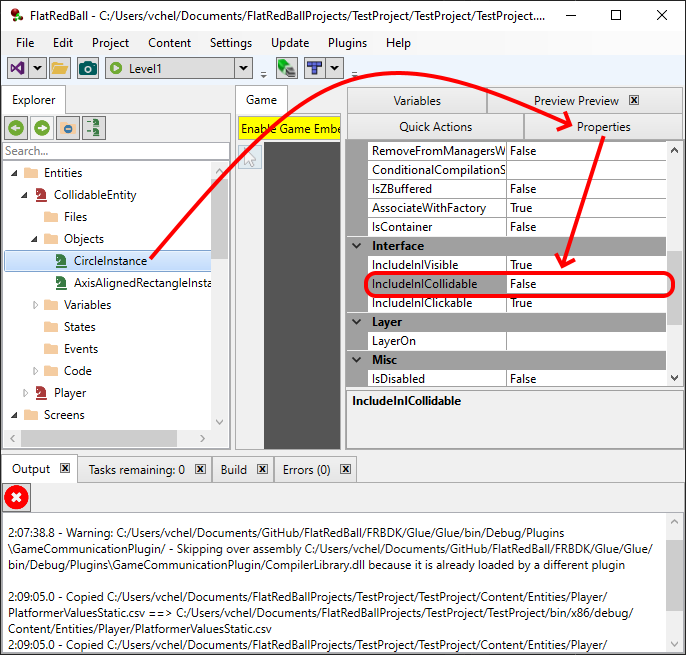 FlatRedBall - C:/Users/vchel/Documents/FlatRedBallProjects/TestProject/TestProject/TestProject....
File Edit Project Content Settings Update Plugins Help
Level1
Explorer
Search...
Entities
CollidableEntity
Files
Objects
CircleInstance
AxisAlignedRectangleInsta
Variables
States
Events
Code
Player
Screens
Game
Enable Game Embe
Variables Preview Preview
Quick Actions Properties
RemoveFromManagersW False
ConditionalCompilationS
IsZBuffered False
AssociateWithFactory True
IsContainer False
Interface
IncludeInIVisible True
IncludeInICollidable False
IncludeInIClickable True
Layer
LayerOn
Misc
IsDisabled False
IncludeInICollidable
Output Tasks remaining: 0 Build Errors (0)
2:07:38.8 - Warning: C:/Users/vchel/Documents/GitHub/FlatRedBall/FRBDK/Glue/Glue/bin/Debug/Plugins
\GameCommunicationPlugin/ - Skipping over assembly C:/Users/vchel/Documents/GitHub/FlatRedBall/FRBDK/Glue/Glue/
bin/Debug/Plugins\GameCommunicationPlugin/CompilerLibrary.dll because it is already loaded by a different plugin
2:09:05.0 - Copied C:/Users/vchel/Documents/FlatRedBallProjects/TestProject/TestProject/Content/Entities/Player/
PlatformerValuesStatic.csv ==> C:/Users/vchel/Documents/FlatRedBallProjects/TestProject/TestProject/bin/x86/debug/
Content/Entities/Player/PlatformerValuesStatic.csv
2:09:05.0 - Copied C:/Users/vchel/Documents/FlatRedBallProjects/TestProject/TestProject/Content/Entities/Player/